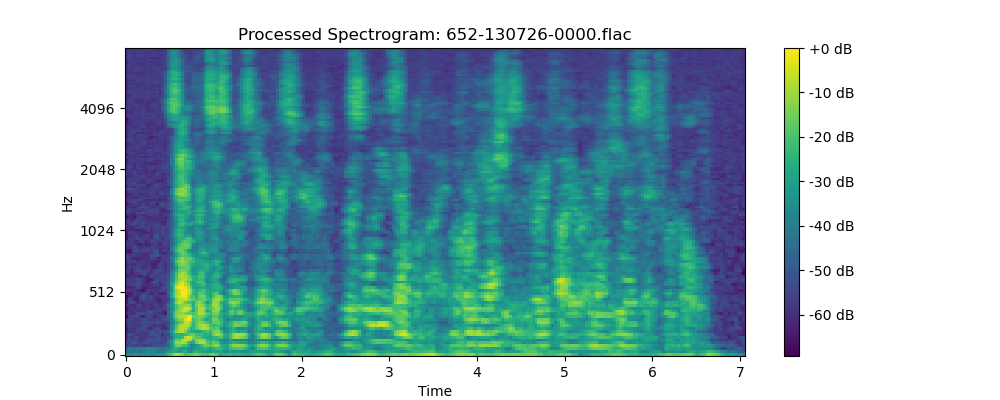 Processed Spectrogram: 652-130726-0000.flac
Hz
4096
2048
1024
512
0
0 1 2 3 4 5 6 7
Time
+0 dB
-10 dB
-20 dB
-30 dB
-40 dB
-50 dB
-60 dB